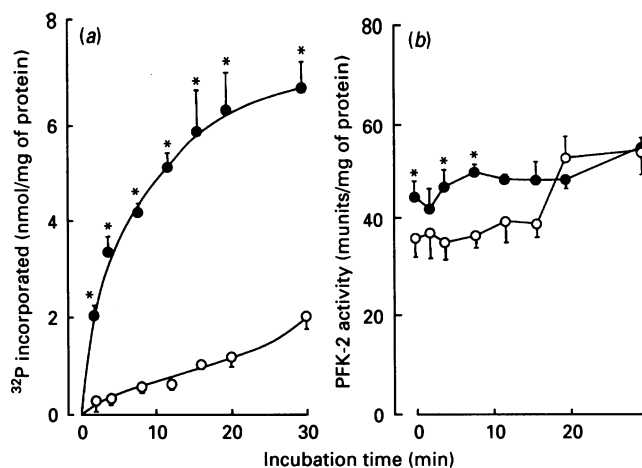 (a)
(b)
³²P incorporated (nmol/mg of protein)
8
6
4
2
0
* * * * * * * *
0 10 20 30
PFK-2 activity (munits/mg of protein)
80
60
40
20
0
* * *
0 20
Incubation time (min)